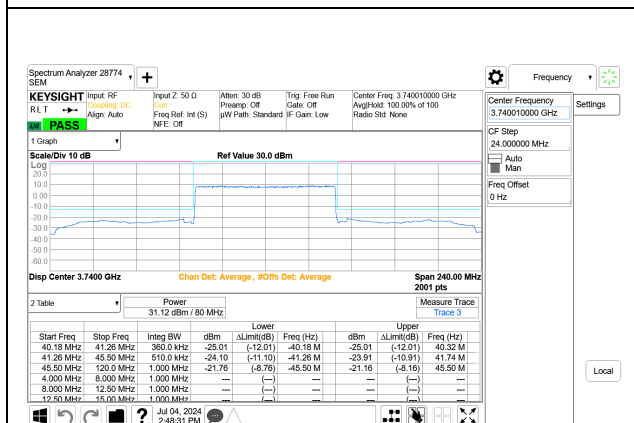 Spectrum Analyzer 28774
SEM
Frequency
KEYSIGHT
R L T
LXI PASS
Input: RF
Coupling: DC
Align: Auto
Input Z: 50 Ω
Corr
Freq Ref: Int (S)
NFE: Off
Atten: 30 dB
Preamp: Off
µW Path: Standard
Trig: Free Run
Gate: Off
IF Gain: Low
Center Freq: 3.740010000 GHz
Avg|Hold: 100.00% of 100
Radio Std: None
Center Frequency
3.740010000 GHz
Settings
CF Step
24.000000 MHz
Auto
Man
Freq Offset
0 Hz
1 Graph
Scale/Div 10 dB
Ref Value 30.0 dBm
Log
20.0
10.0
0.00
-10.0
-20.0
-30.0
-40.0
-50.0
-60.0
Disp Center 3.7400 GHz
Chan Det: Average, #Offs Det: Average
Span 240.00 MHz
2001 pts
2 Table
Power
31.12 dBm / 80 MHz
Measure Trace
Trace 3
Lower Upper
Start Freq Stop Freq Integ BW dBm ΔLimit(dB) Freq (Hz) dBm ΔLimit(dB) Freq (Hz)
40.18 MHz 41.26 MHz 360.0 kHz -25.01 (-12.01) -40.18 M -25.01 (-12.01) 40.32 M
41.26 MHz 45.50 MHz 510.0 kHz -24.10 (-11.10) -41.26 M -23.91 (-10.91) 41.74 M
45.50 MHz 120.0 MHz 1.000 MHz -21.76 (-8.76) -45.50 M -21.16 (-8.16) 45.50 M
4.000 MHz 8.000 MHz 1.000 MHz --- (---) --- --- (---) ---
8.000 MHz 12.50 MHz 1.000 MHz --- (---) --- --- (---) ---
12.50 MHz 15.00 MHz 1.000 MHz --- (---) --- --- (---) ---
Local
?
Jul 04, 2024
2:48:31 PM